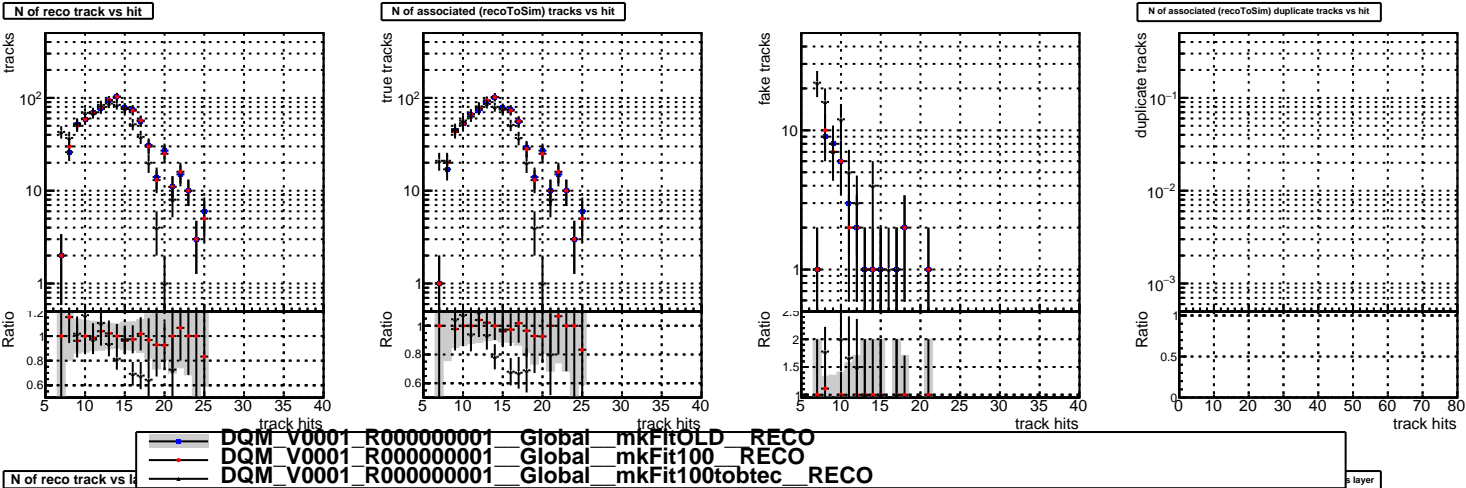 N of reco track vs hit
N of associated (recoToSim) tracks vs hit
N of associated (recoToSim) duplicate tracks vs hit
tracks
10²
10
1
Ratio
1.2
1
0.8
0.6
5 10 15 20 25 30 35 40
track hits
true tracks
10²
10
1
Ratio
1
0.8
0.6
5 10 15 20 25 30 35 40
track hits
fake tracks
10
1
Ratio
2.5
2
1.5
1
5 10 15 20 25 30 35 40
track hits
duplicate tracks
10⁻¹
10⁻²
10⁻³
Ratio
1
0.5
0
0 10 20 30 40 50 60 70 80
track hits
DQM_V0001_R000000001__Global__mkFitOLD__RECO
DQM_V0001_R000000001__Global__mkFit100__RECO
DQM_V0001_R000000001__Global__mkFit100tobtec__RECO
N of reco track vs la
s layer